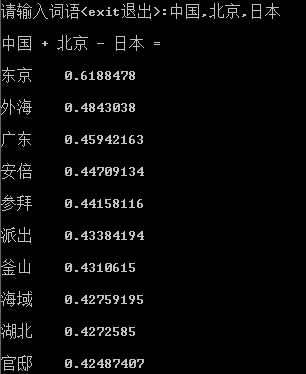 请输入词语<exit退出>:中国,北京,日本
中国 + 北京 - 日本 =
东京 0.6188478
外海 0.4843038
广东 0.45942163
安倍 0.44709134
参拜 0.44158116
派出 0.43384194
釜山 0.4310615
海域 0.42759195
湖北 0.4272585
官邸 0.42487407